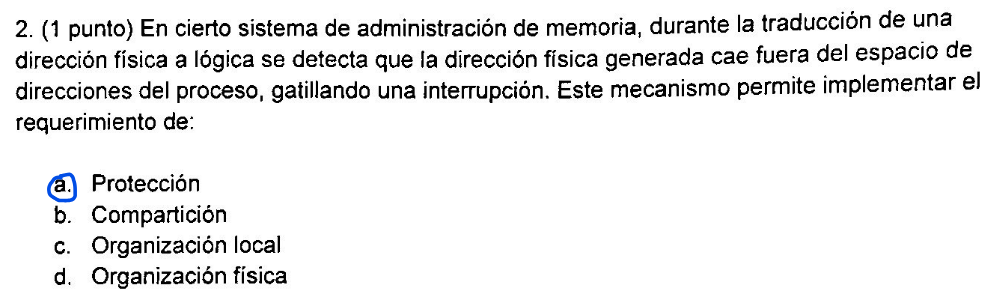 2. (1 punto) En cierto sistema de administración de memoria, durante la traducción de una
dirección física a lógica se detecta que la dirección física generada cae fuera del espacio de
direcciones del proceso, gatillando una interrupción. Este mecanismo permite implementar el
requerimiento de:
a. Protección
b. Compartición
c. Organización local
d. Organización física